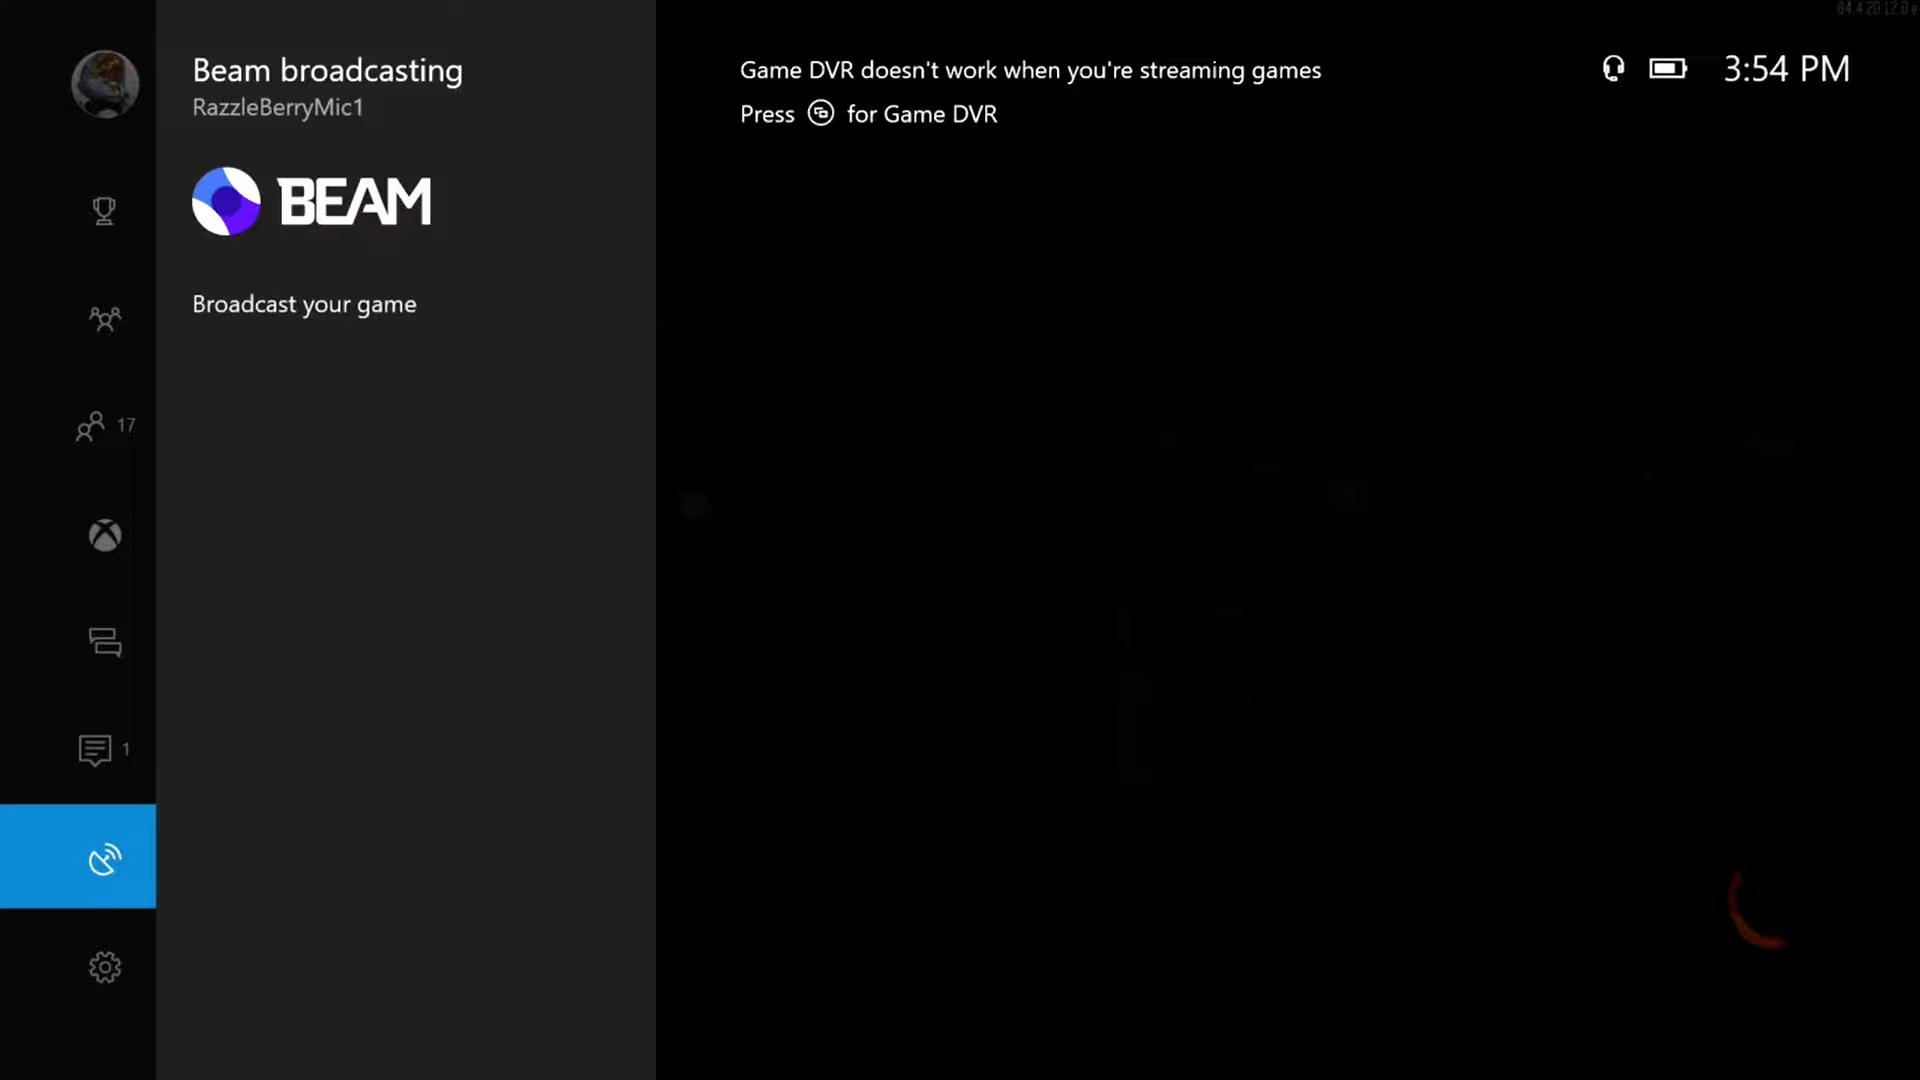 Beam broadcasting
RazzleBerryMic1
BEAM
Broadcast your game
17
1
Game DVR doesn't work when you're streaming games
Press for Game DVR
3:54 PM